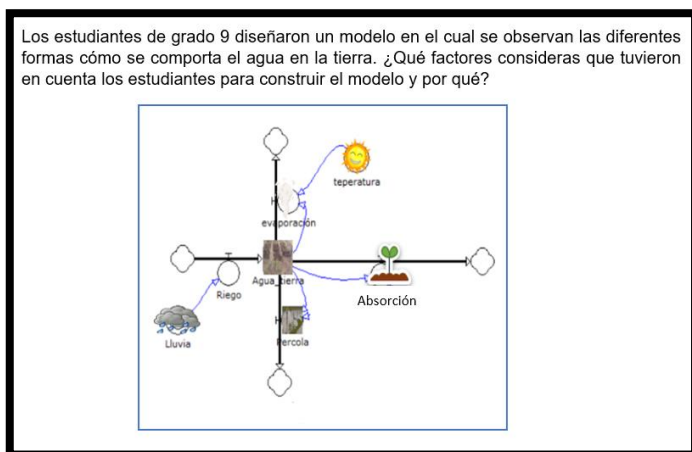 Los estudiantes de grado 9 diseñaron un modelo en el cual se observan las diferentes
formas cómo se comporta el agua en la tierra. ¿Qué factores consideras que tuvieron
en cuenta los estudiantes para construir el modelo y por qué?
teperatura
evaporación
Agua_tierra
Riego
Absorción
Lluvia
Percola